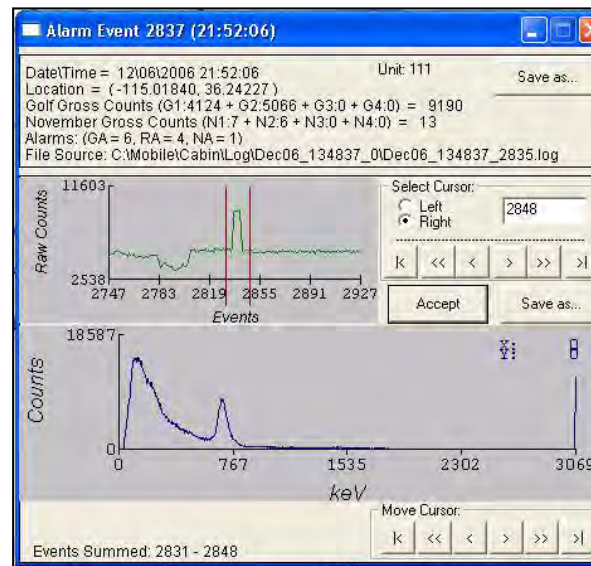 Alarm Event 2837 (21:52:06)
Date\Time = 12\06\2006 21:52:06
Unit: 111
Save as...
Location = (-115.01840, 36.24227)
Golf Gross Counts (G1:4124 + G2:5066 + G3:0 + G4:0) = 9190
November Gross Counts (N1:7 + N2:6 + N3:0 + N4:0) = 13
Alarms: (GA = 6, RA = 4, NA = 1)
File Source: C:\Mobile\Cabin\Log\Dec06_134837_0\Dec06_134837_2835.log
11603
Raw Counts
2538
2747 2783 2819 2855 2891 2927
Events
Select Cursor:
Left
Right
2848
|< << < > >> >|
Accept
Save as...
18587
Counts
0
0 767 1535 2302 3069
keV
Move Cursor:
|< << < > >> >|
Events Summed: 2831 - 2848